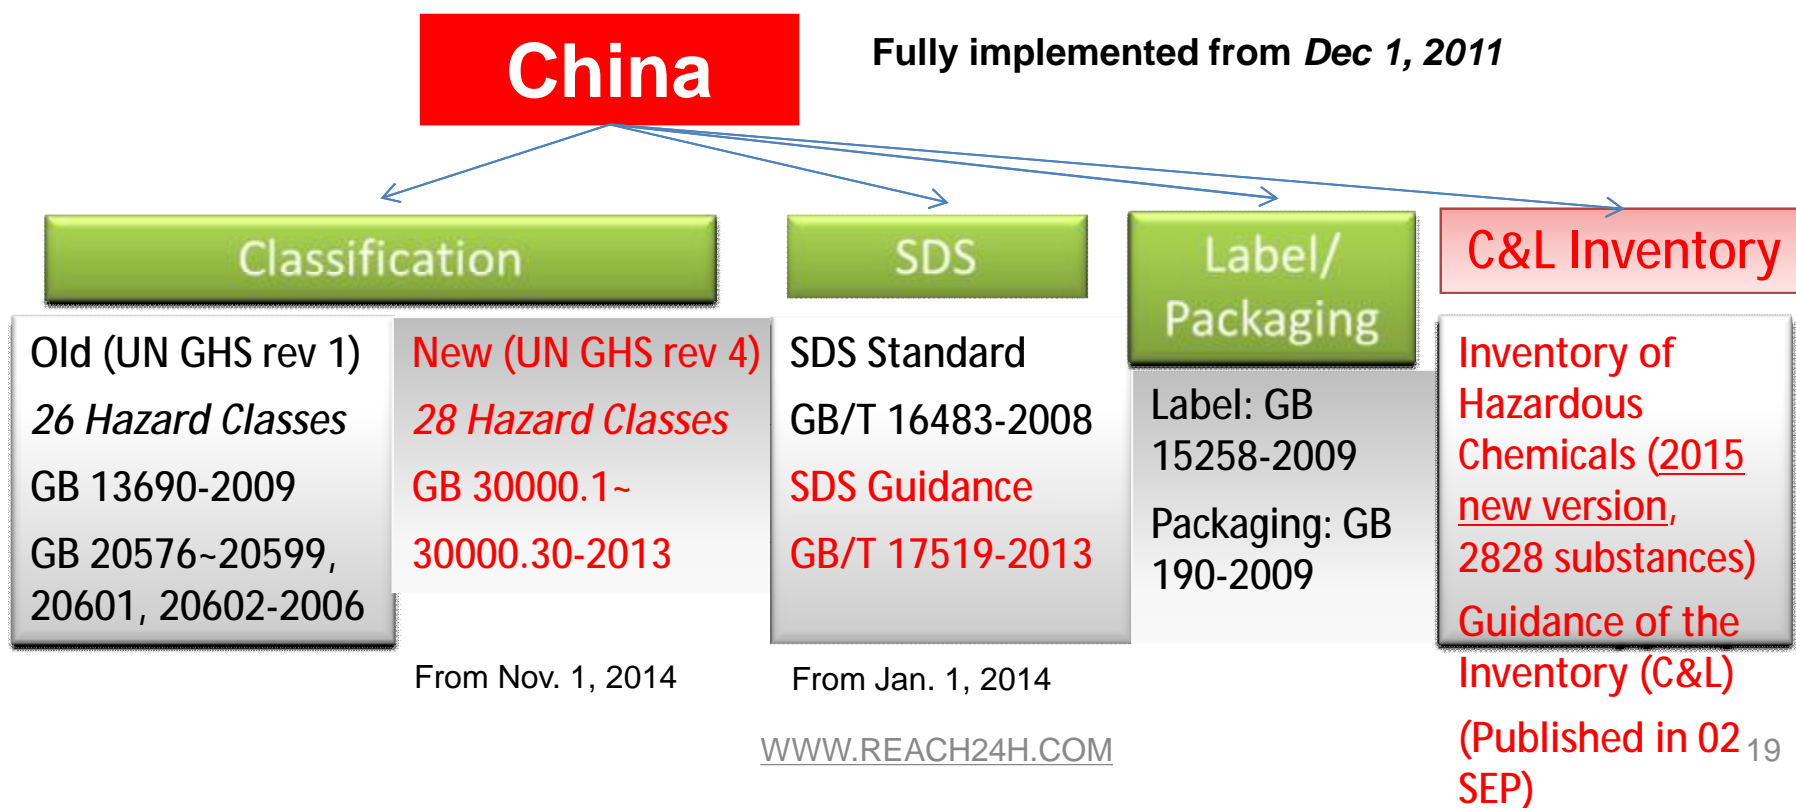 China
Fully implemented from Dec 1, 2011
Classification
Old (UN GHS rev 1)
26 Hazard Classes
GB 13690-2009
GB 20576~20599,
20601, 20602-2006
New (UN GHS rev 4)
28 Hazard Classes
GB 30000.1~
30000.30-2013
From Nov. 1, 2014
SDS
SDS Standard
GB/T 16483-2008
SDS Guidance
GB/T 17519-2013
From Jan. 1, 2014
Label/
Packaging
Label: GB
15258-2009
Packaging: GB
190-2009
C&L Inventory
Inventory of
Hazardous
Chemicals (2015
new version,
2828 substances)
Guidance of the
Inventory (C&L)
(Published in 02
SEP)
WWW.REACH24H.COM
19